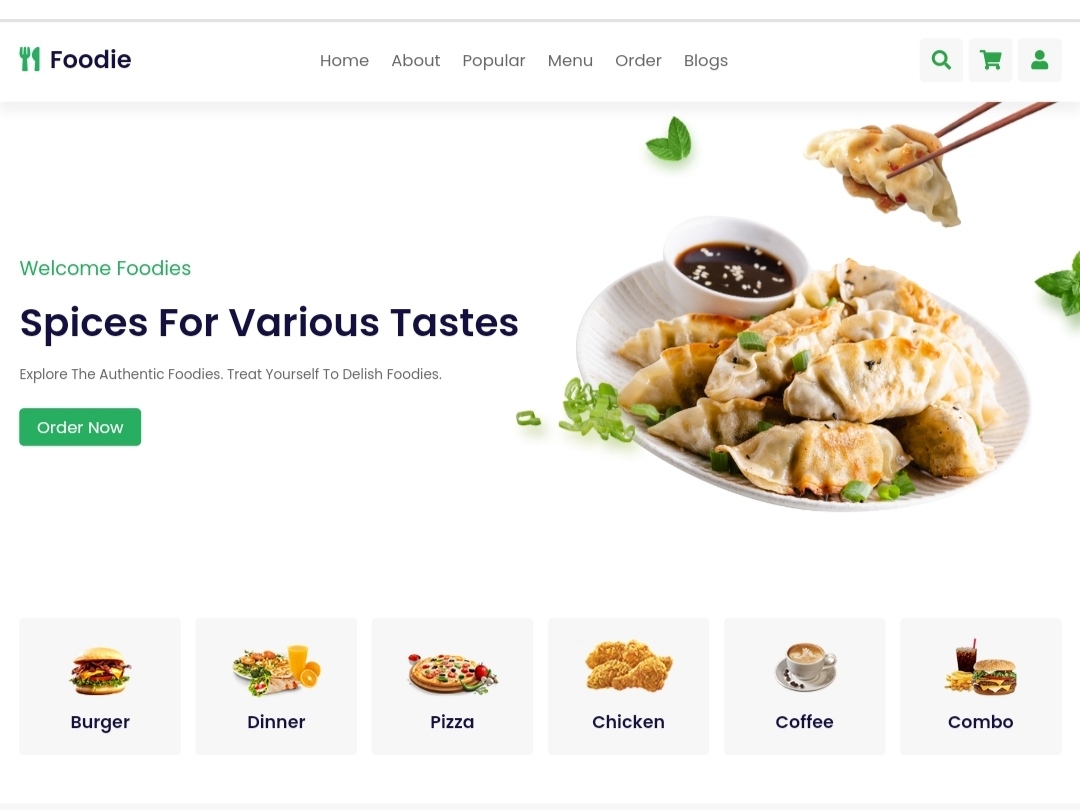 Foodie
Home About Popular Menu Order Blogs
Welcome Foodies
Spices For Various Tastes
Explore The Authentic Foodies. Treat Yourself To Delish Foodies.
Order Now
Burger Dinner Pizza Chicken Coffee Combo